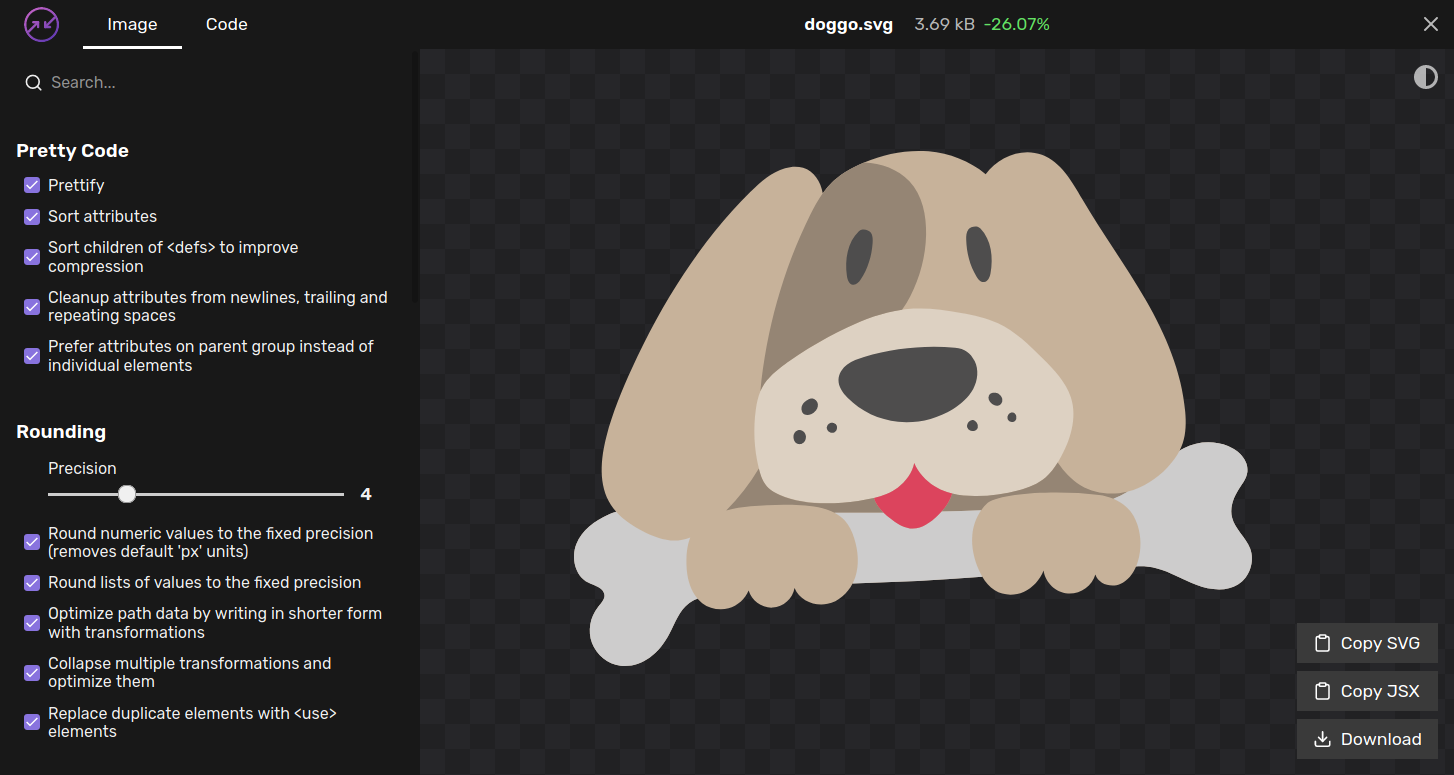 Image
Code
doggo.svg
3.69 kB
-26.07%
Search...
Pretty Code
Prettify
Sort attributes
Sort children of <defs> to improve
compression
Cleanup attributes from newlines, trailing and
repeating spaces
Prefer attributes on parent group instead of
individual elements
Rounding
Precision
4
Round numeric values to the fixed precision
(removes default 'px' units)
Round lists of values to the fixed precision
Optimize path data by writing in shorter form
with transformations
Collapse multiple transformations and
optimize them
Replace duplicate elements with <use>
elements
Copy SVG
Copy JSX
Download